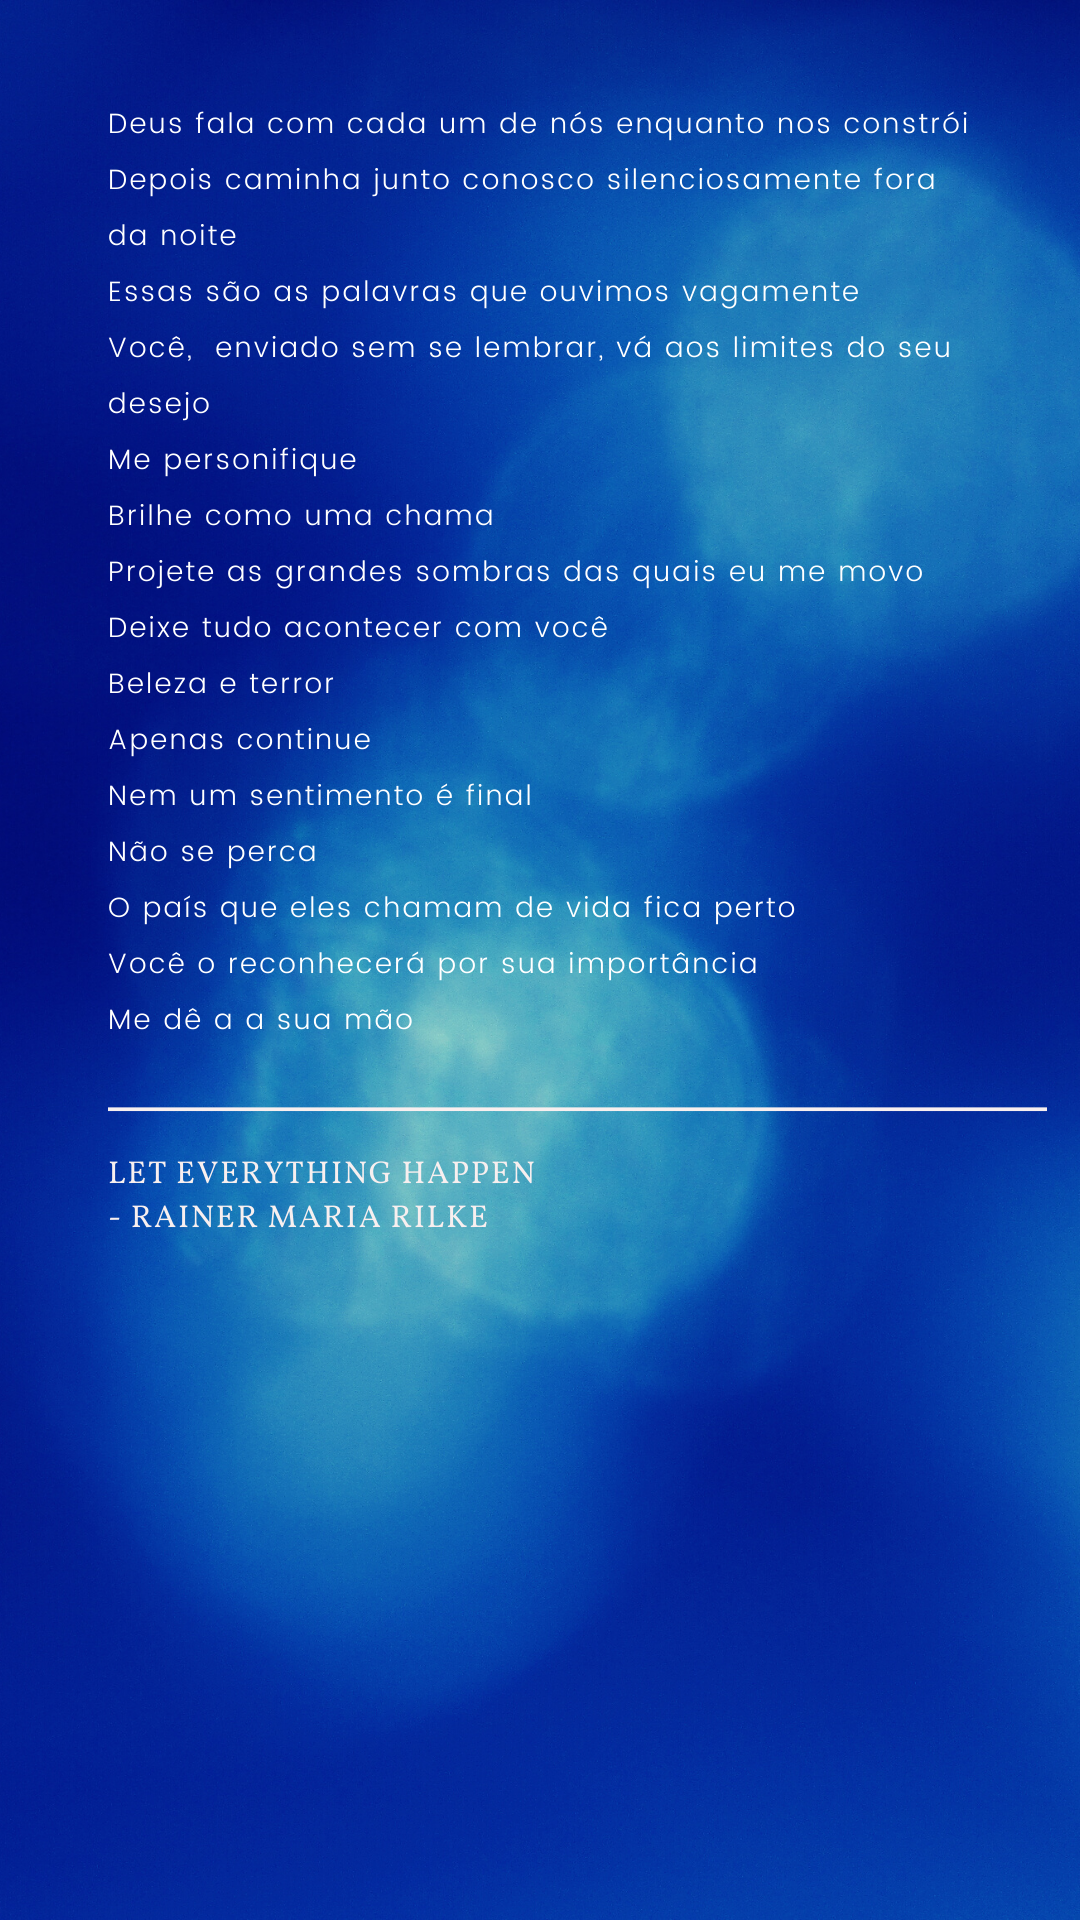 Deus fala com cada um de nós enquanto nos constrói
Depois caminha junto conosco silenciosamente fora
da noite
Essas são as palavras que ouvimos vagamente
Você,  enviado sem se lembrar, vá aos limites do seu
desejo
Me personifique
Brilhe como uma chama
Projete as grandes sombras das quais eu me movo
Deixe tudo acontecer com você
Beleza e terror
Apenas continue
Nem um sentimento é final
Não se perca
O país que eles chamam de vida fica perto
Você o reconhecerá por sua importância
Me dê a a sua mão
LET EVERYTHING HAPPEN
- RAINER MARIA RILKE